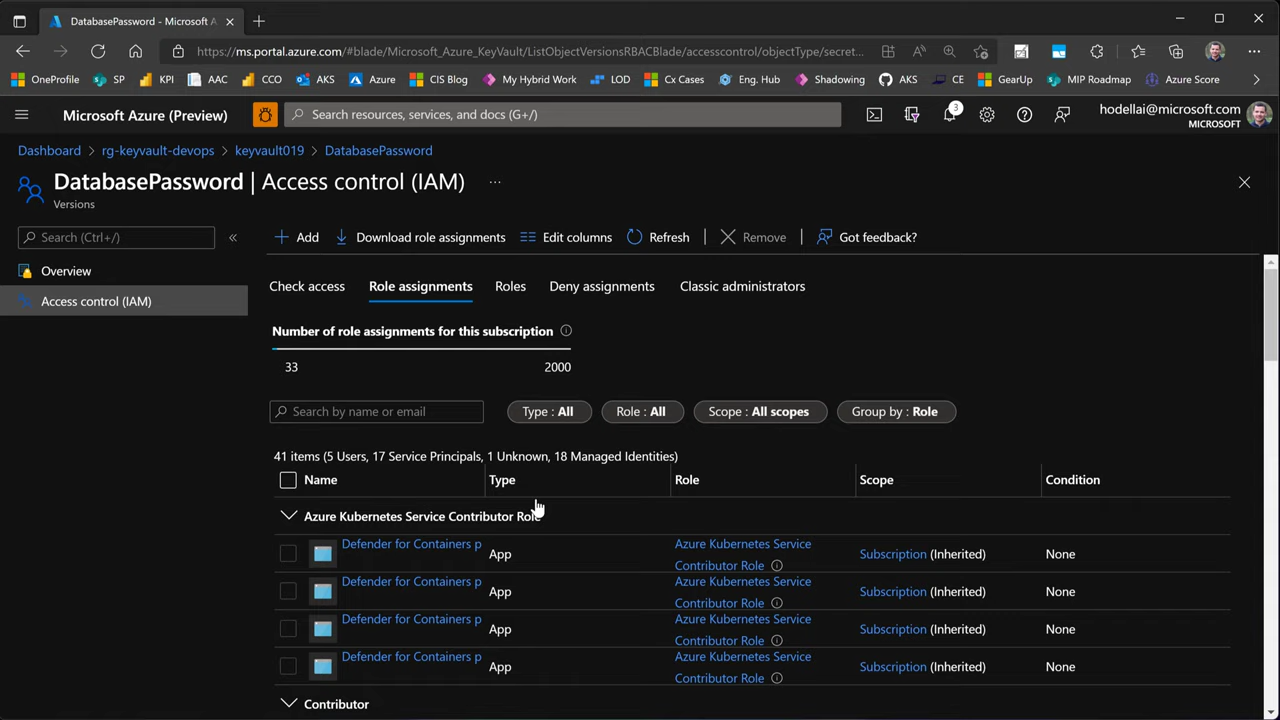 DatabasePassword - Microsoft A
https://ms.portal.azure.com/#blade/Microsoft_Azure_KeyVault/ListObjectVersionsRBACBlade/accesscontrol/objectType/secret...
OneProfile SP KPI AAC CCO AKS Azure CIS Blog My Hybrid Work LOD Cx Cases Eng. Hub Shadowing AKS CE GearUp MIP Roadmap Azure Score
Microsoft Azure (Preview)
Search resources, services, and docs (G+/)
3
hodellai@microsoft.com
MICROSOFT
Dashboard > rg-keyvault-devops > keyvault019 > DatabasePassword
DatabasePassword | Access control (IAM) ...
Versions
Search (Ctrl+/) «
Overview
Access control (IAM)
+ Add Download role assignments Edit columns Refresh | Remove | Got feedback?
Check access Role assignments Roles Deny assignments Classic administrators
Number of role assignments for this subscription
33 2000
Search by name or email Type : All Role : All Scope : All scopes Group by : Role
41 items (5 Users, 17 Service Principals, 1 Unknown, 18 Managed Identities)
Name Type Role Scope Condition
Azure Kubernetes Service Contributor Role
Defender for Containers p App Azure Kubernetes Service Contributor Role Subscription (Inherited) None
Defender for Containers p App Azure Kubernetes Service Contributor Role Subscription (Inherited) None
Defender for Containers p App Azure Kubernetes Service Contributor Role Subscription (Inherited) None
Defender for Containers p App Azure Kubernetes Service Contributor Role Subscription (Inherited) None
Contributor